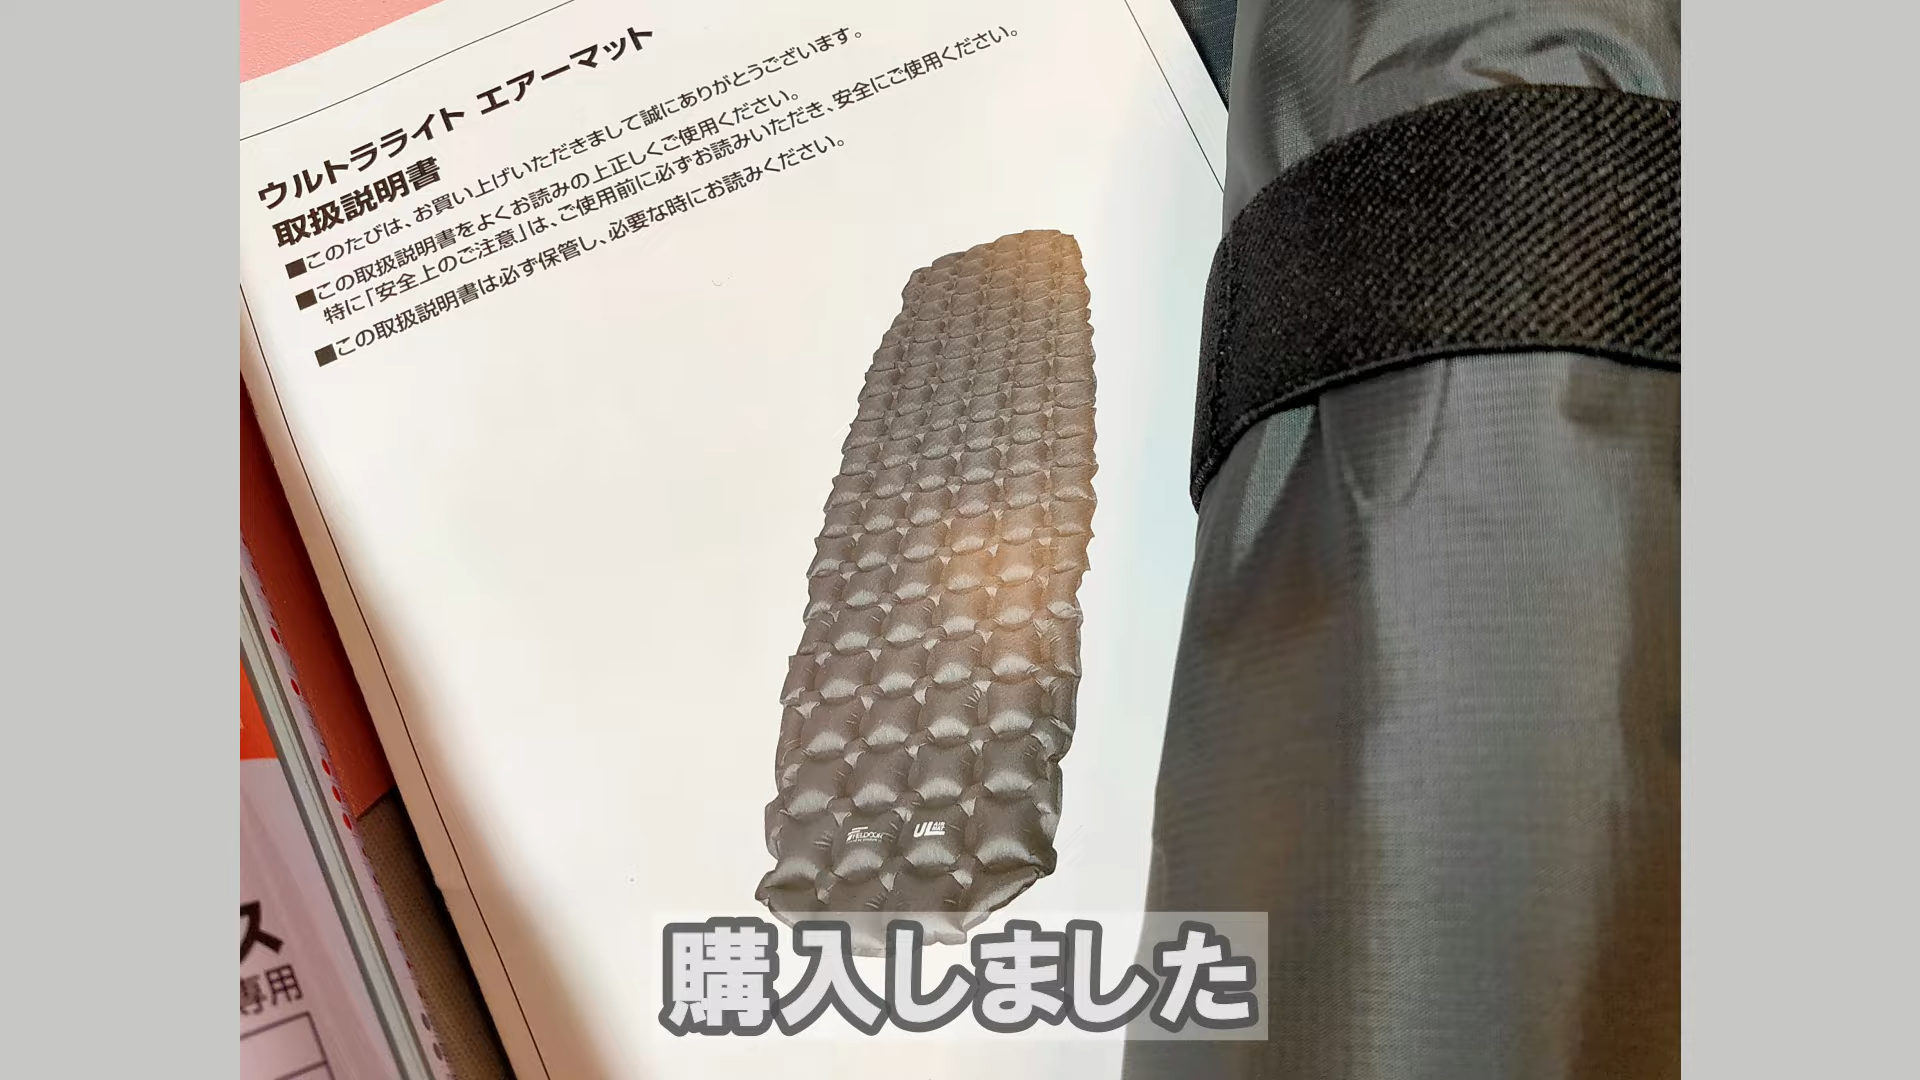 ウルトラライト エアーマット
取扱説明書
■このたびは、お買い上げいただきまして誠にありがとうございます。
■この取扱説明書をよくお読みの上正しくご使用ください。
特に「安全上のご注意」は、ご使用前に必ずお読みいただき、安全にご使用ください。
■この取扱説明書は必ず保管し、必要な時にお読みください。
FIELDOOR
UL AIR MAT
ス
専用
購入しました